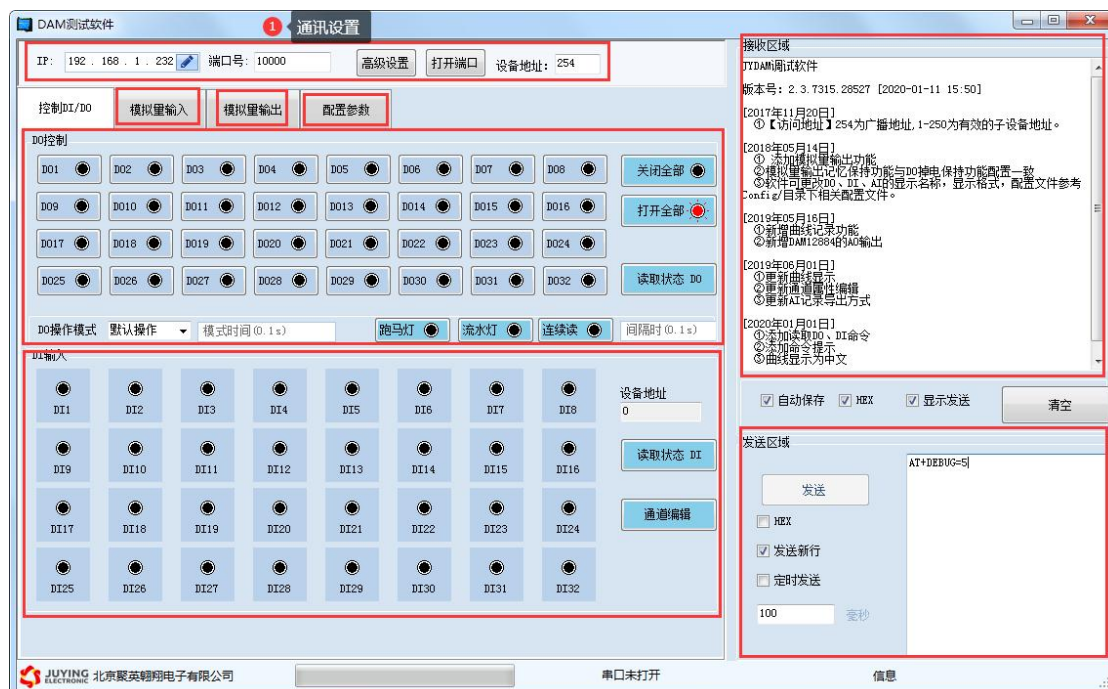 DAM测试软件
1 通讯设置
IP: 192 . 168 . 1 . 232 端口号: 10000 高级设置 打开端口 设备地址: 254
控制DI/DO 模拟量输入 模拟量输出 配置参数
DO控制
DO1 DO2 DO3 DO4 DO5 DO6 DO7 DO8 关闭全部
DO9 DO10 DO11 DO12 DO13 DO14 DO15 DO16 打开全部
DO17 DO18 DO19 DO20 DO21 DO22 DO23 DO24
DO25 DO26 DO27 DO28 DO29 DO30 DO31 DO32 读取状态 DO
DO操作模式 默认操作 模式时间(0.1s) 跑马灯 流水灯 连续读 间隔时(0.1s)
DI输入
DI1 DI2 DI3 DI4 DI5 DI6 DI7 DI8
设备地址
0
DI9 DI10 DI11 DI12 DI13 DI14 DI15 DI16
读取状态 DI
DI17 DI18 DI19 DI20 DI21 DI22 DI23 DI24
通道编辑
DI25 DI26 DI27 DI28 DI29 DI30 DI31 DI32
接收区域
JYDAM调试软件
版本号: 2.3.7315.28527 [2020-01-11 15:50]
[2017年11月20日]
①【访问地址】254为广播地址,1-250为有效的子设备地址。
[2018年05月14日]
① 添加模拟量输出功能
②模拟量输出记忆保持功能与DO掉电保持功能配置一致
③软件可更改DO、DI、AI的显示名称，显示格式，配置文件参考
Config/目录下相关配置文件。
[2019年05月16日]
①新增曲线记录功能
②新增DAM12884的AO输出
[2019年06月01日]
①更新曲线显示
②更新通道属性编辑
③更新AI记录导出方式
[2020年01月01日]
①添加读取DO、DI命令
②添加命令提示
③曲线显示为中文
自动保存 HEX 显示发送 清空
发送区域
AT+DEBUG=5
发送
HEX
发送新行
定时发送
100 毫秒
JUYING ELECTRONIC 北京聚英翱翔电子有限公司 串口未打开 信息